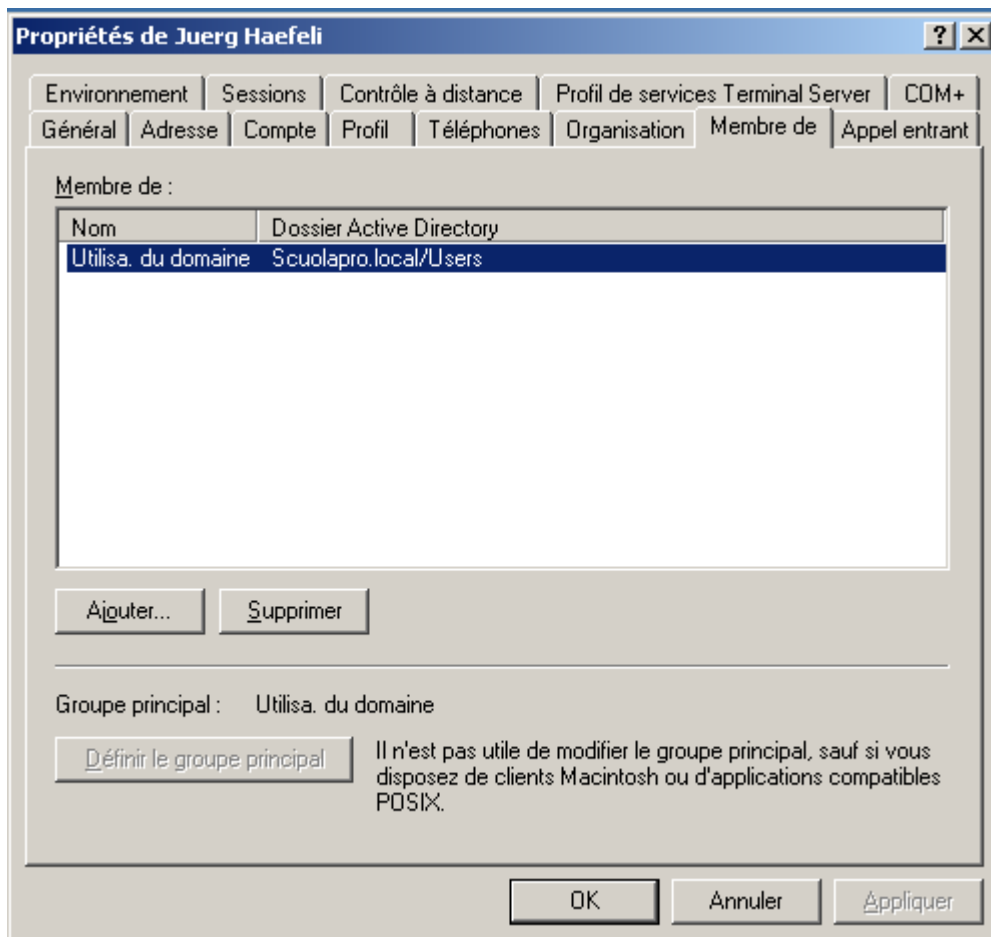 Propriétés de Juerg Haefeli
Environnement Sessions Contrôle à distance Profil de services Terminal Server COM+
Général Adresse Compte Profil Téléphones Organisation Membre de Appel entrant
Membre de :
Nom Dossier Active Directory
Utilisa. du domaine Scuolapro.local/Users
Ajouter... Supprimer
Groupe principal : Utilisa. du domaine
Définir le groupe principal
Il n'est pas utile de modifier le groupe principal, sauf si vous
disposez de clients Macintosh ou d'applications compatibles
POSIX.
OK Annuler Appliquer